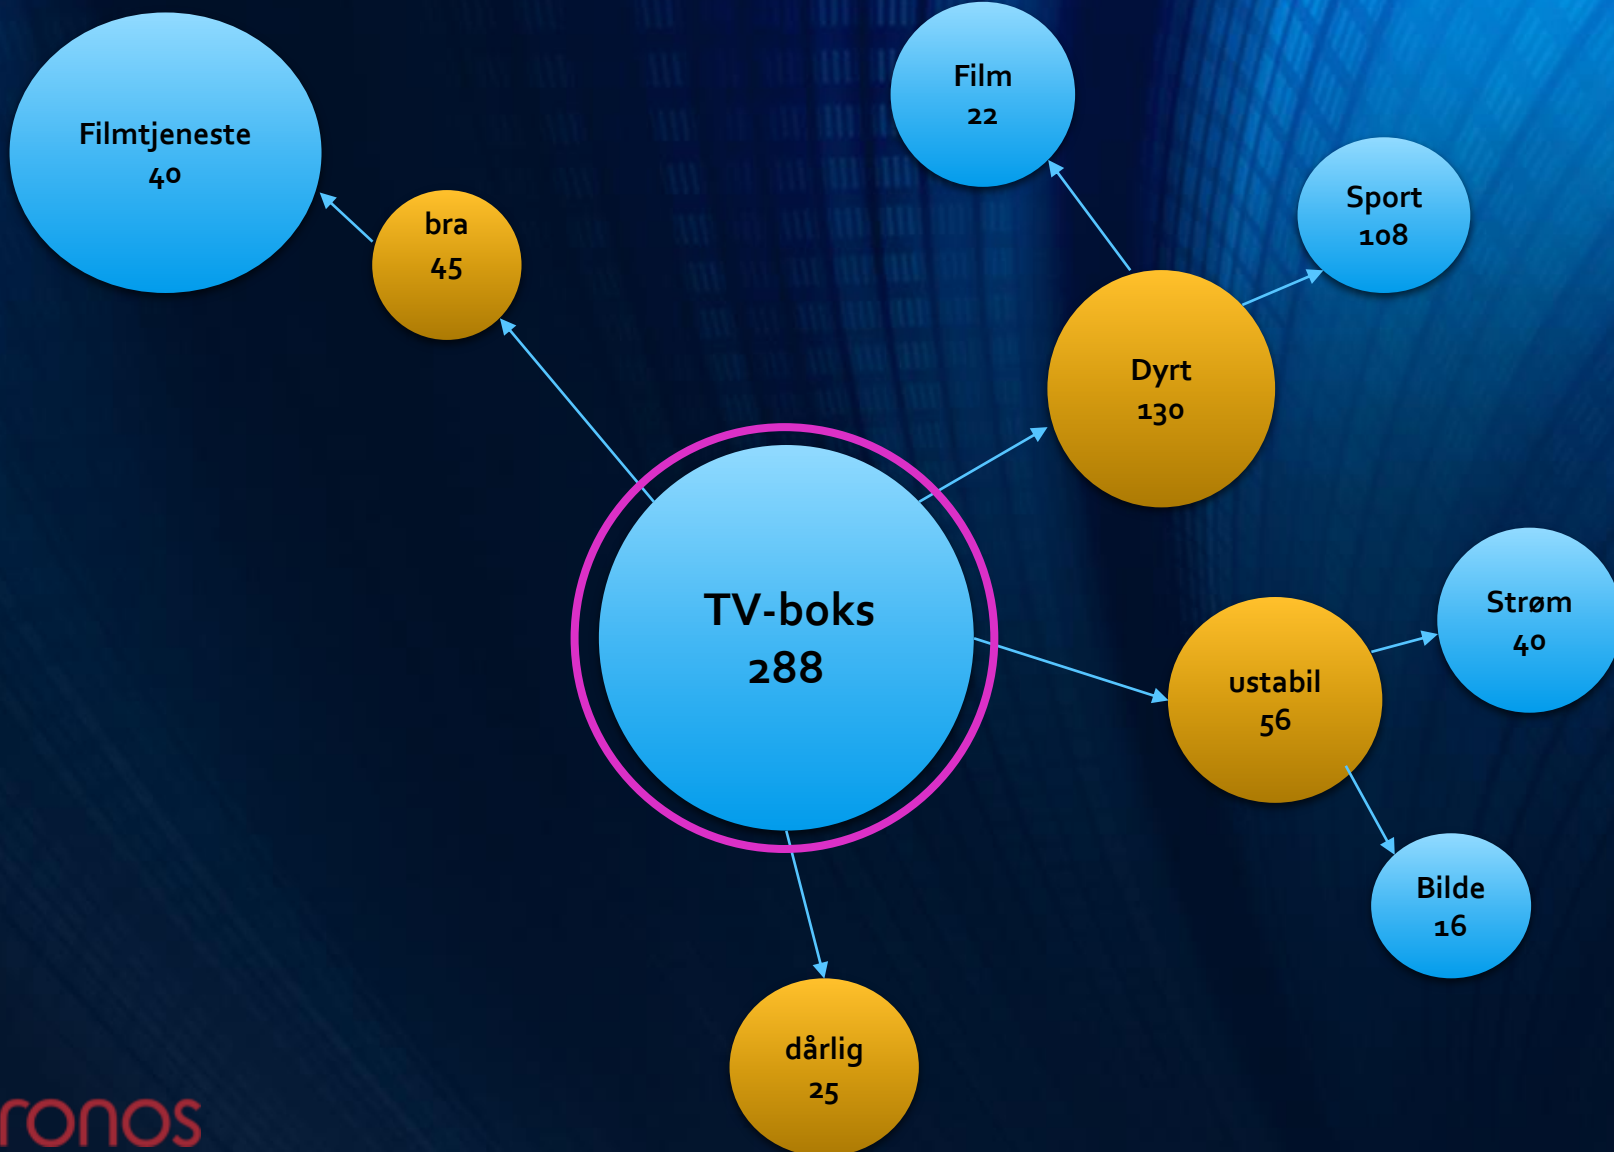 Film
22
Filmtjeneste
40
Sport
108
bra
45
Dyrt
130
TV-boks
288
Strøm
40
ustabil
56
Bilde
16
dårlig
25
ronos